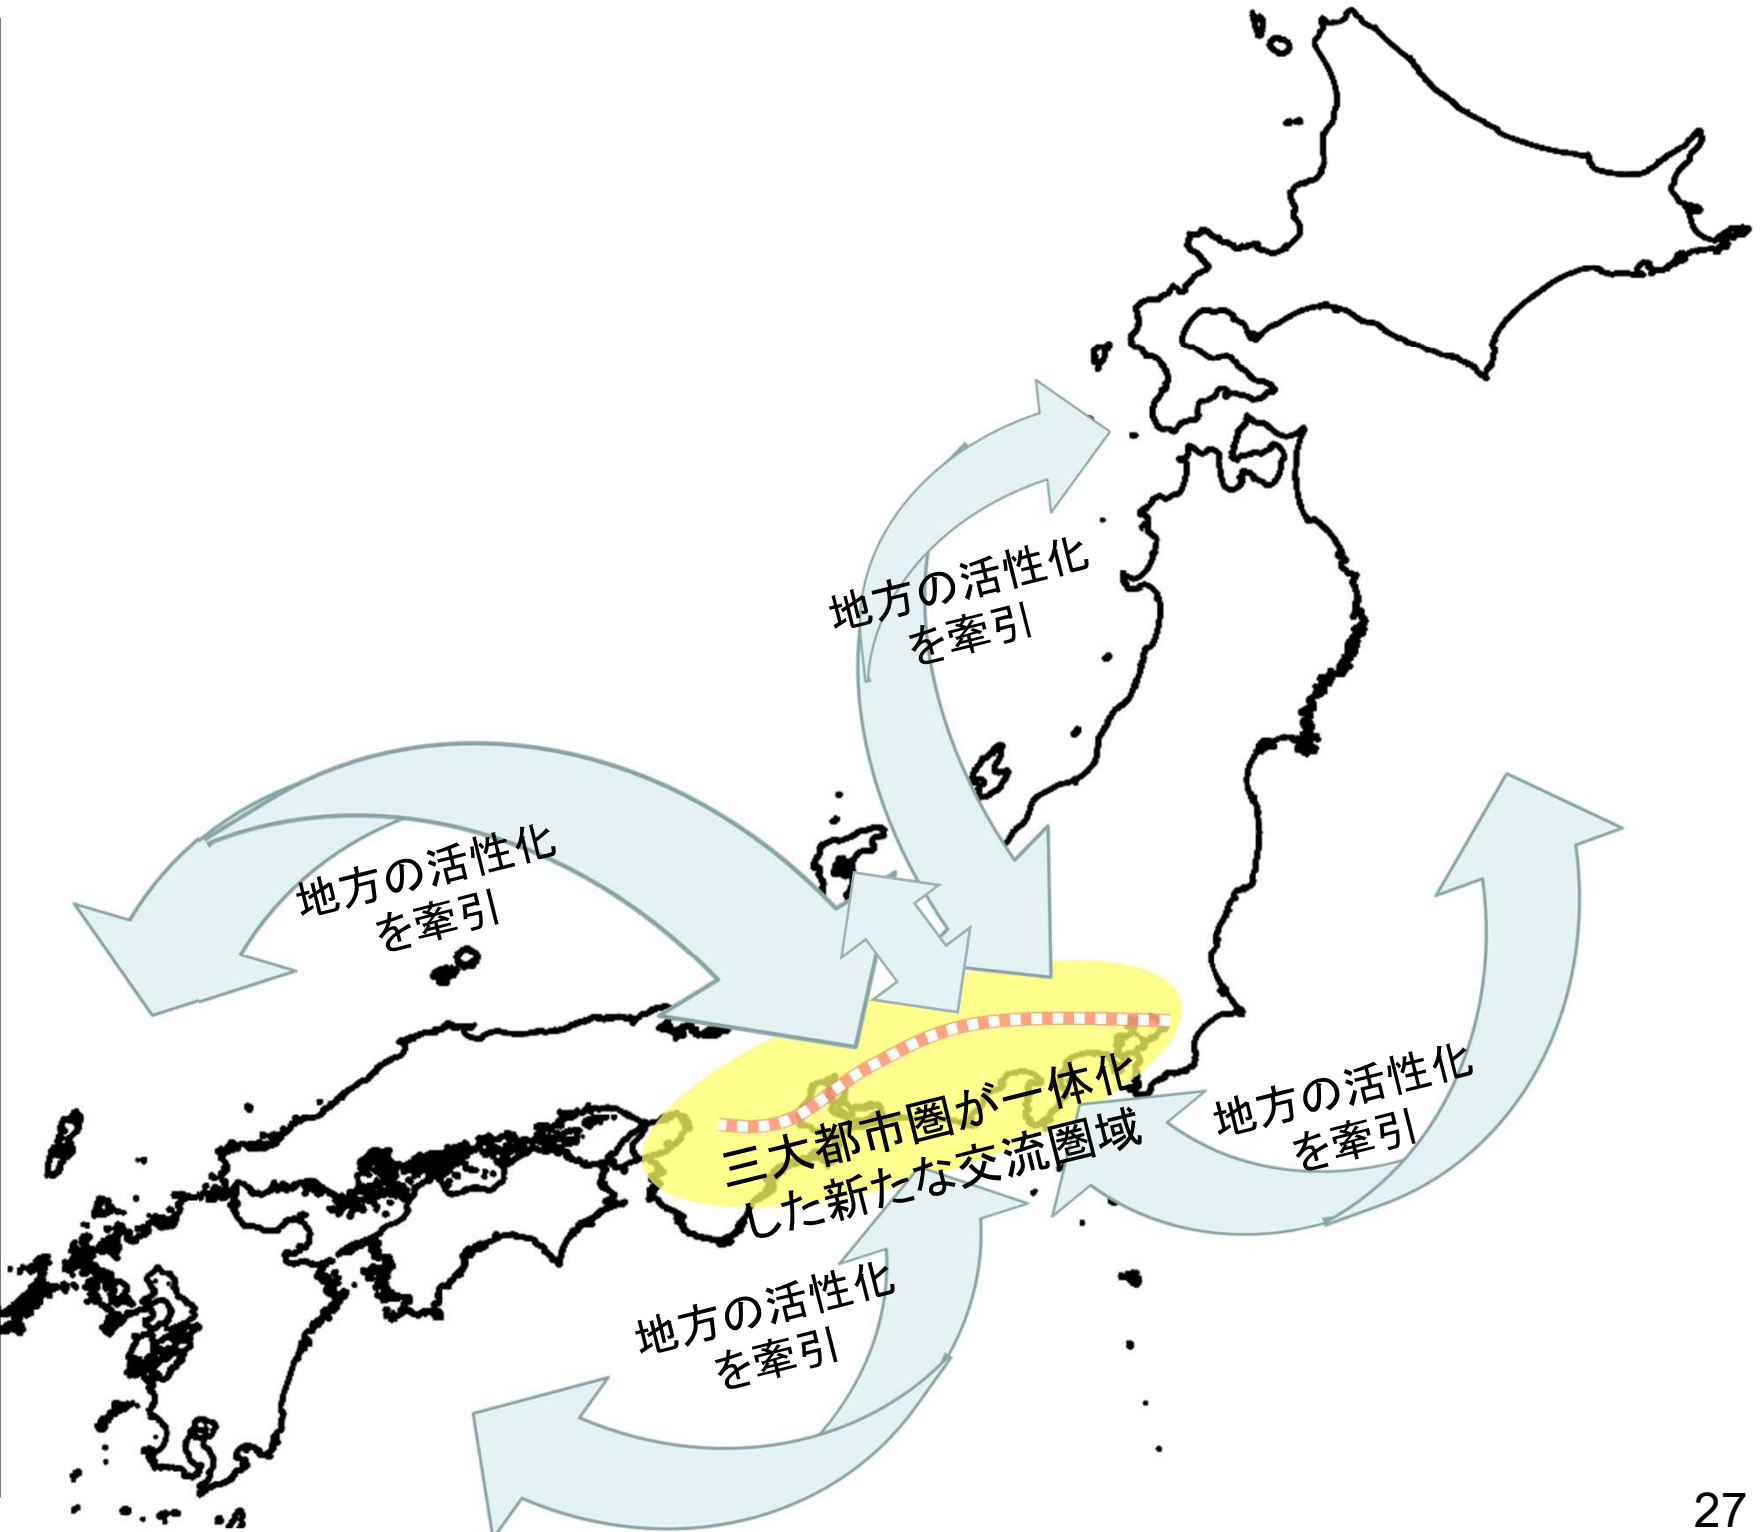 地方の活性化
を牽引
地方の活性化
を牽引
地方の活性化
を牽引
三大都市圏が一体化
した新たな交流圏域
地方の活性化
を牽引
27